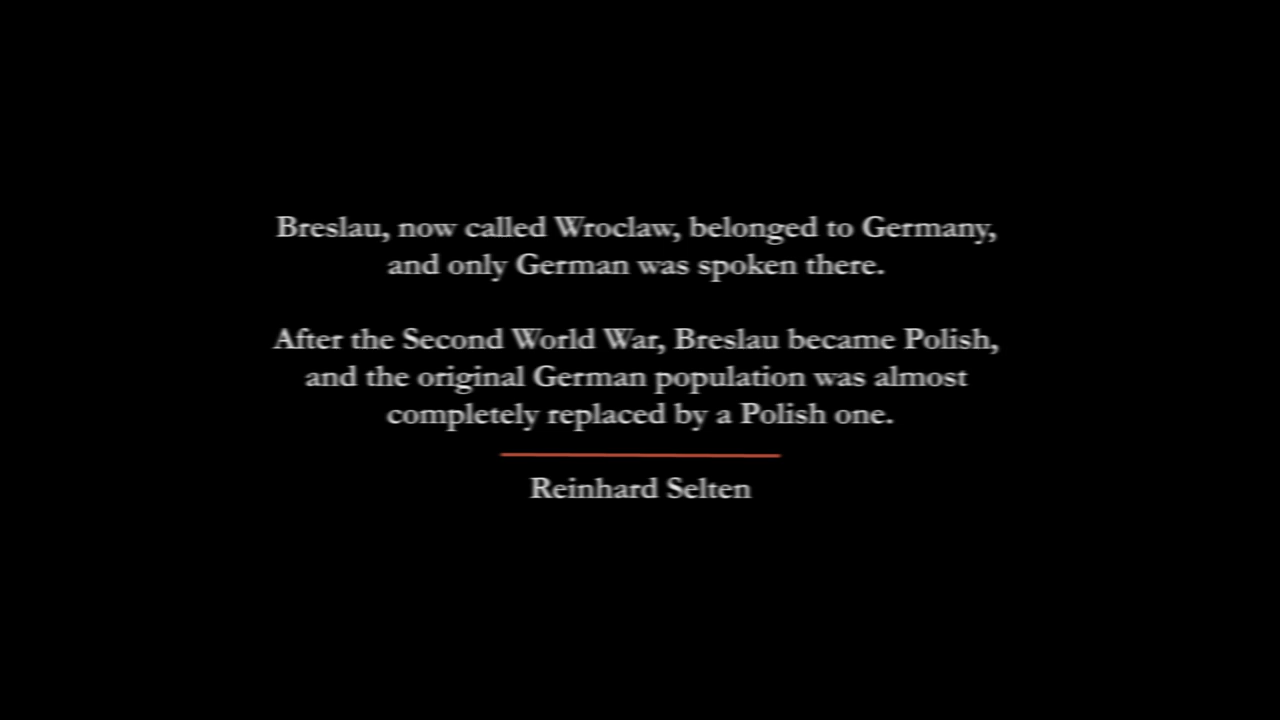 Breslau, now called Wroclaw, belonged to Germany,
and only German was spoken there.
After the Second World War, Breslau became Polish,
and the original German population was almost
completely replaced by a Polish one.
Reinhard Selten